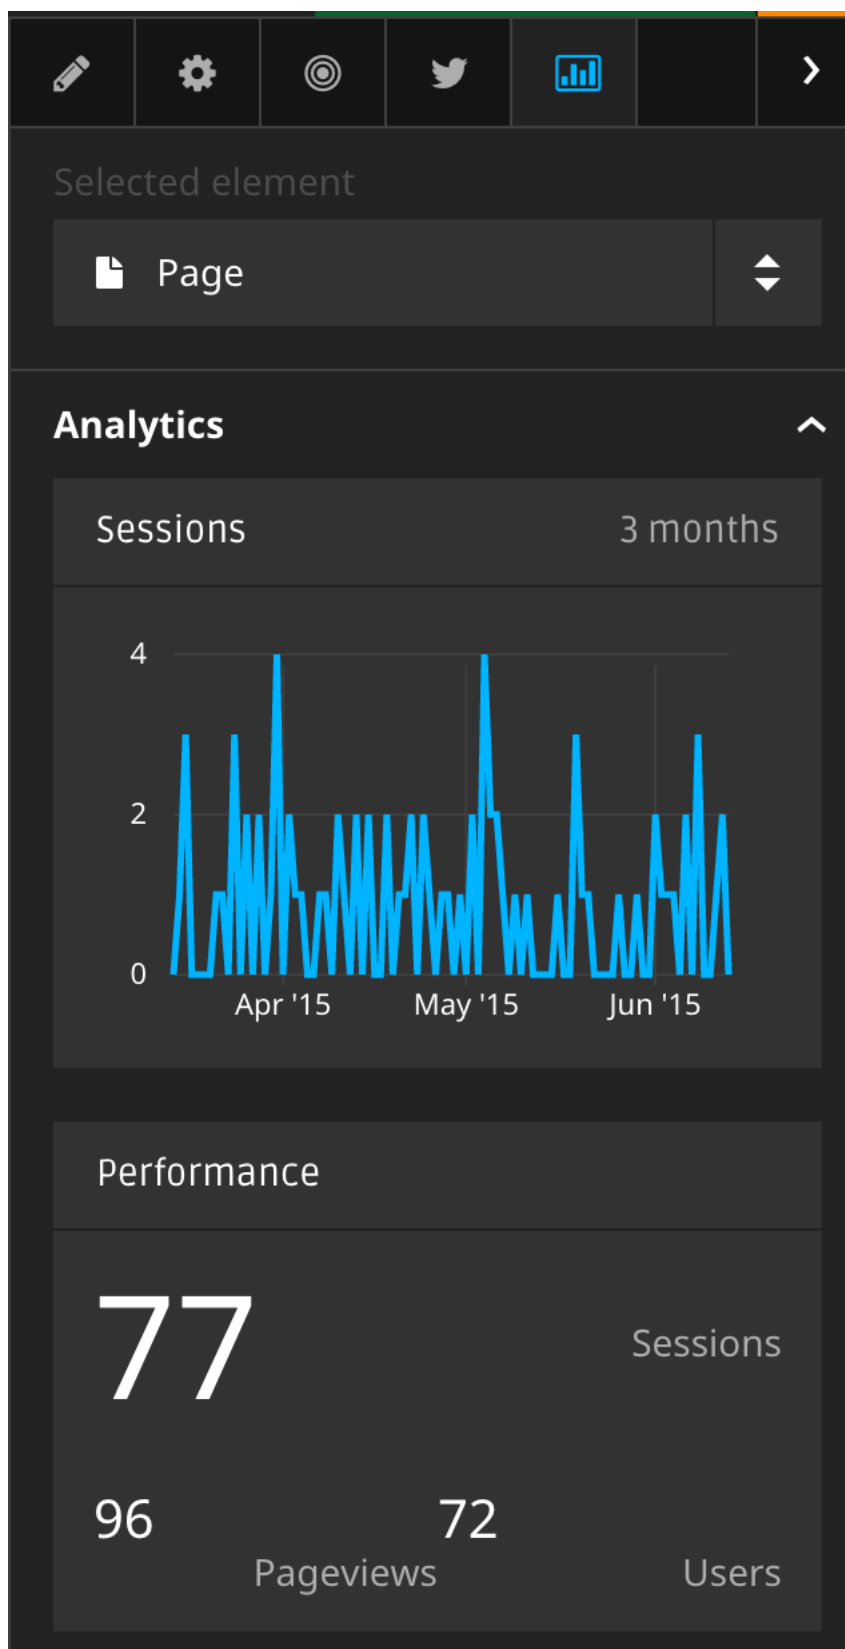 Selected element
Page
Analytics
Sessions 3 months
4
2
0
Apr '15 May '15 Jun '15
Performance
77 Sessions
96 72
Pageviews Users